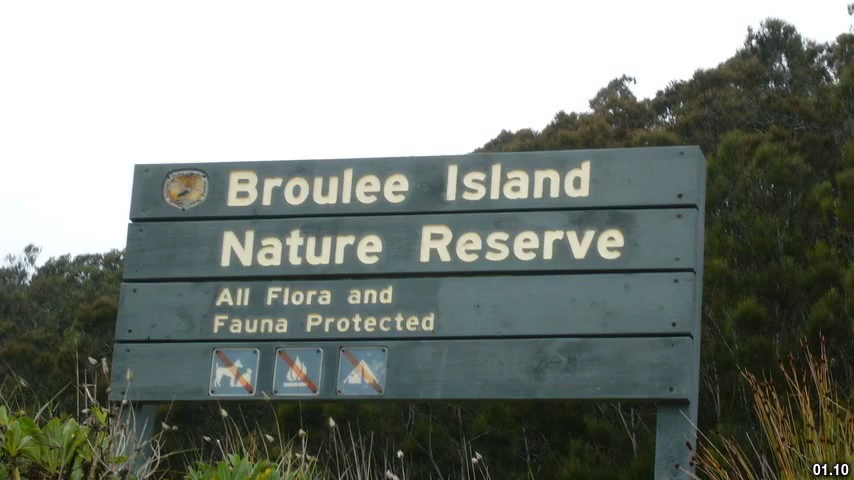 Broulee Island
Nature Reserve
All Flora and
Fauna Protected
01.10